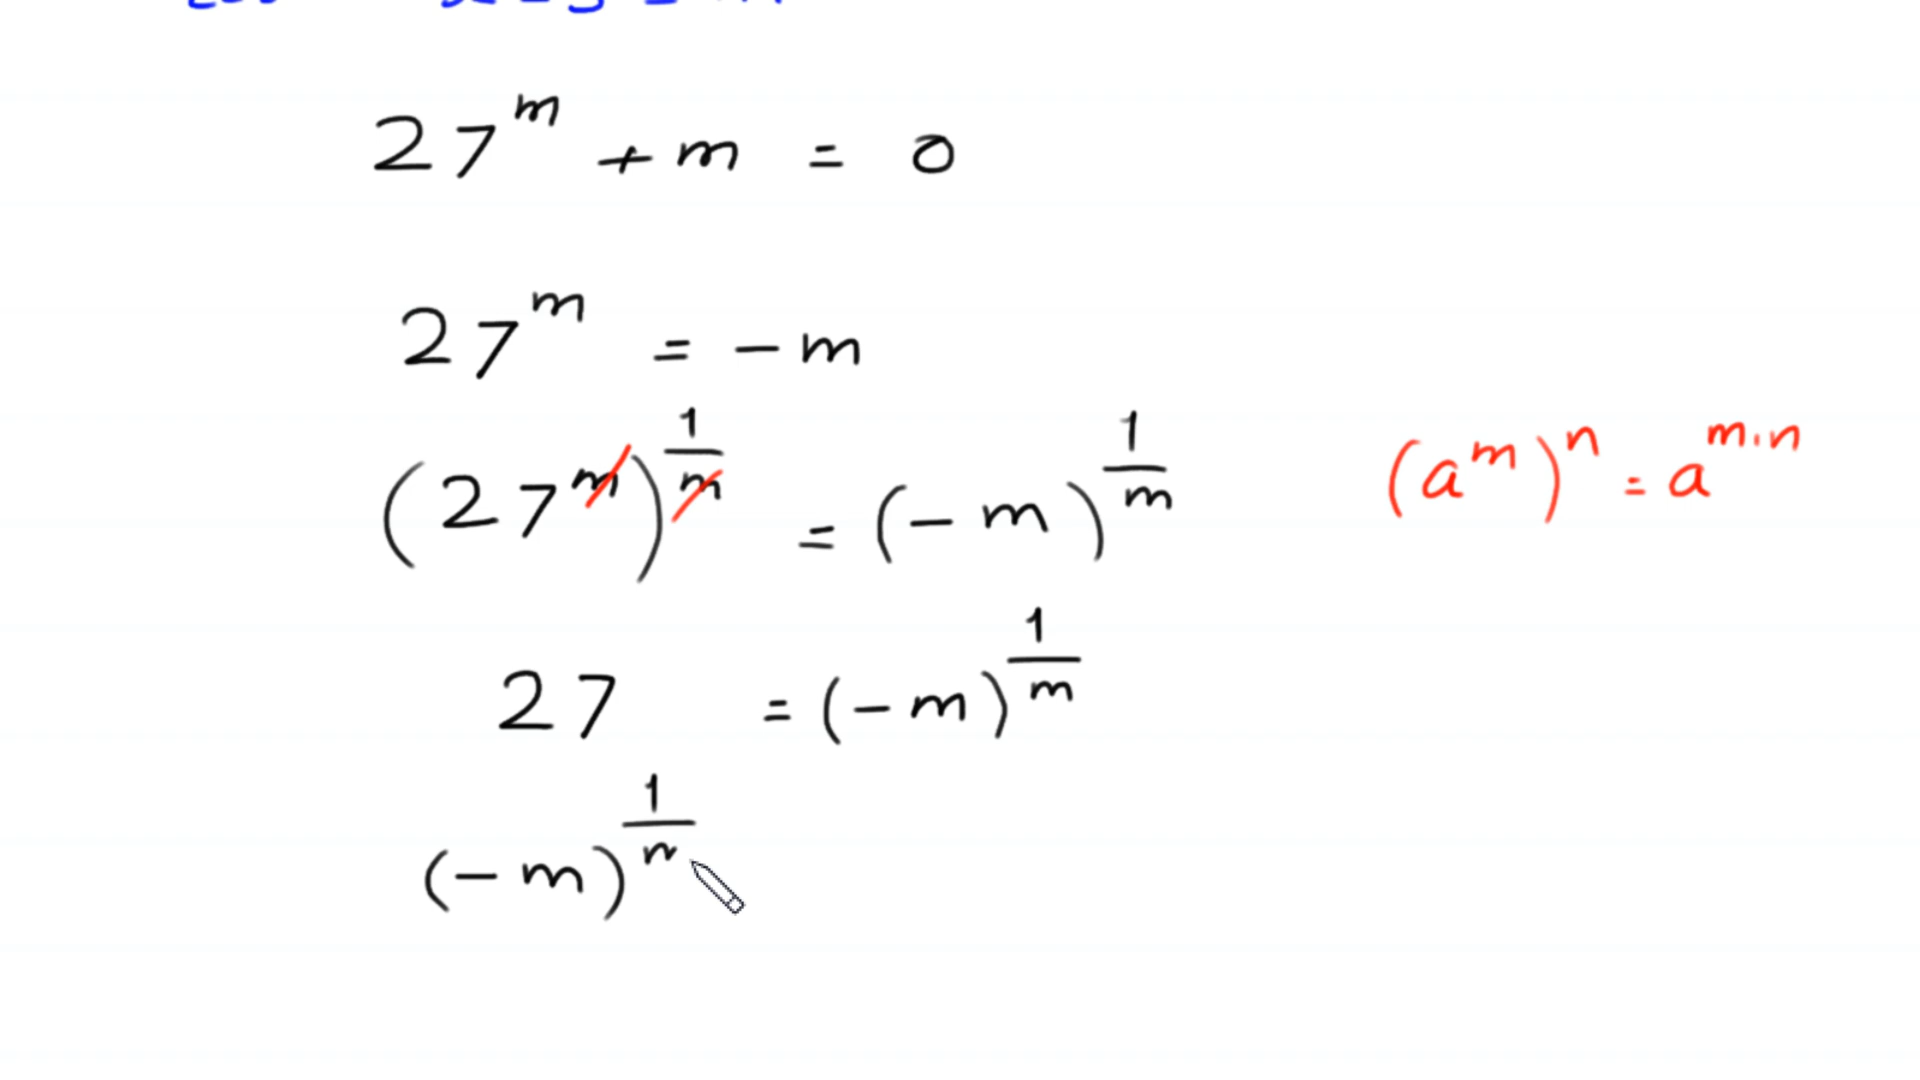 27^m + m = 0
27^m = - m
(27^m)^(1/m) = (- m)^(1/m) (a^m)^n = a^(m.n)
27 = (- m)^(1/m)
(- m)^(1/m)